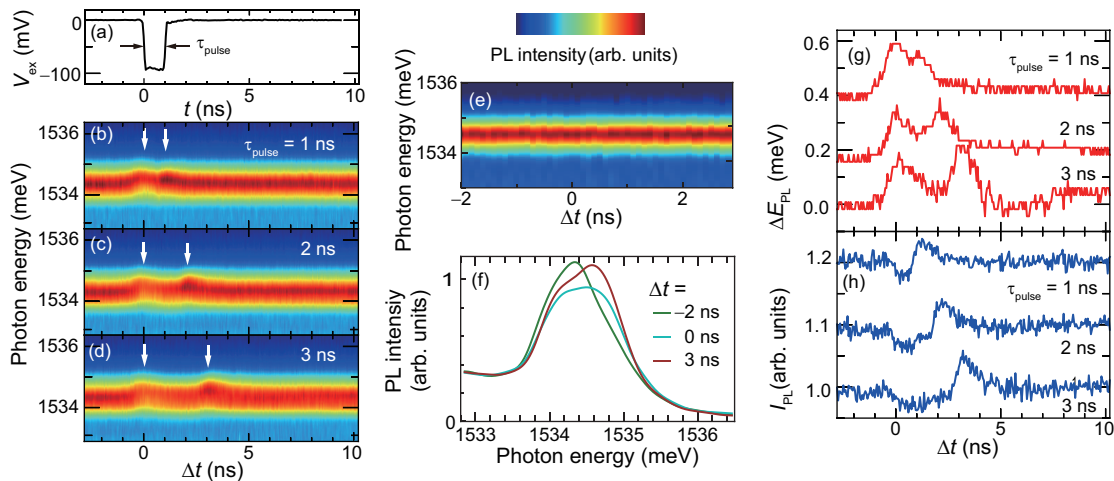 (a)
0
−100
V_ex (mV)
τ_pulse
0
5
10
t (ns)
(b)
τ_pulse = 1 ns
1536
1534
(c)
2 ns
1536
1534
(d)
3 ns
1536
1534
Photon energy (meV)
0
5
10
Δt (ns)
PL intensity (arb. units)
(e)
1536
1534
Photon energy (meV)
−2
0
2
Δt (ns)
(f)
1
0
PL intensiy
(arb. units)
Δt =
−2 ns
0 ns
3 ns
1533
1534
1535
1536
Photon energy (meV)
(g)
0.6
0.4
0.2
0.0
ΔE_PL (meV)
τ_pulse = 1 ns
2 ns
3 ns
(h)
1.2
1.1
1.0
I_PL (arb. units)
τ_pulse = 1 ns
2 ns
3 ns
0
5
10
Δt (ns)